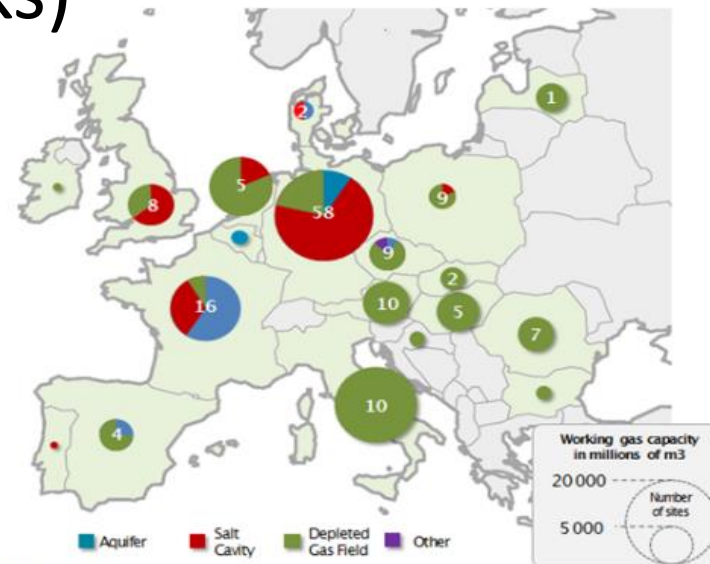 ks)
2
1
8
5
58
9
9
16
10
2
5
7
10
4
Working gas capacity
in millions of m3
20 000
Number
of sites
5 000
Aquifer
Salt
Cavity
Depleted
Gas Field
Other